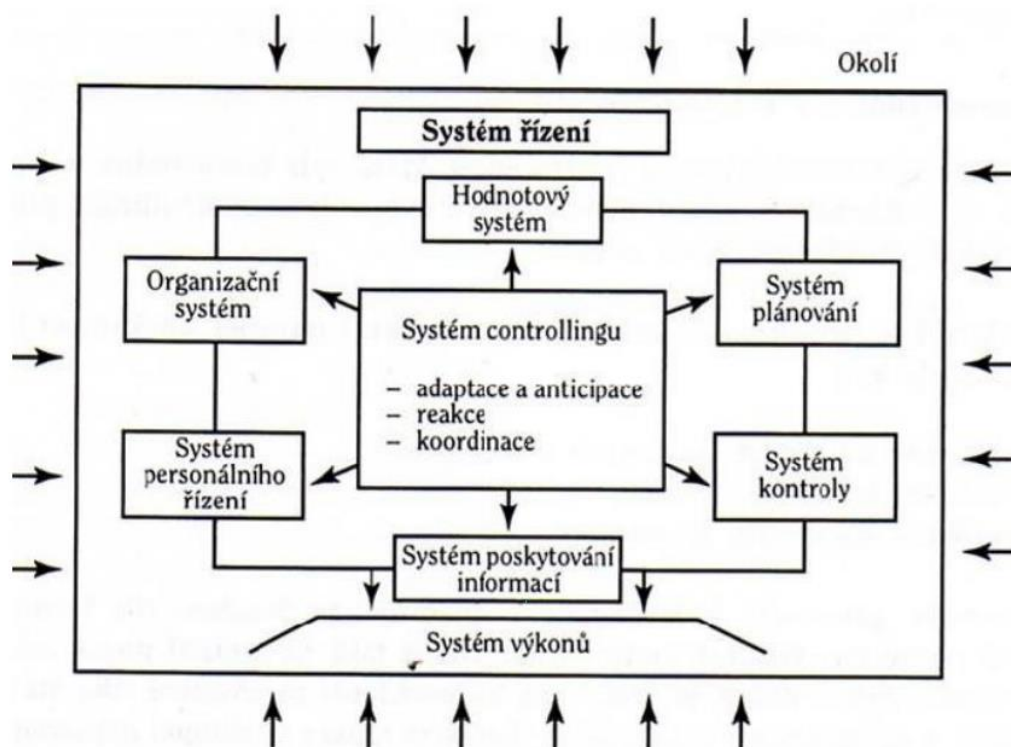 Okolí
Systém řízení
Hodnotový
systém
Organizační
systém
Systém
plánování
Systém controllingu
– adaptace a anticipace
– reakce
– koordinace
Systém
personálního
řízení
Systém
kontroly
Systém poskytování
informací
Systém výkonů